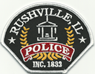 RUSHVILLE, IL
POLICE
INC. 1833